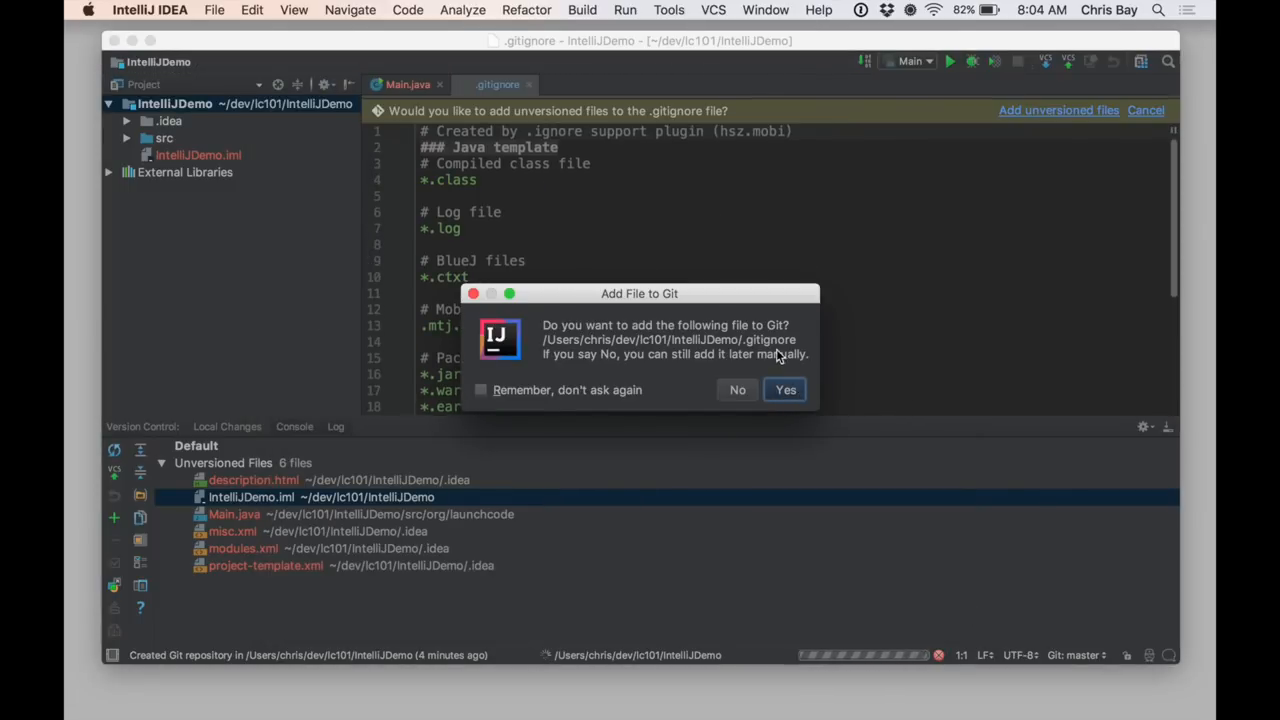 IntelliJ IDEA File Edit View Navigate Code Analyze Refactor Build Run Tools VCS Window Help 82% 8:04 AM Chris Bay
.gitignore - IntelliJDemo - [~/dev/lc101/IntelliJDemo]
IntelliJDemo Main
Project Main.java × .gitignore ×
IntelliJDemo ~/dev/lc101/IntelliJDemo
Would you like to add unversioned files to the .gitignore file? Add unversioned files Cancel
.idea
src
IntelliJDemo.iml
External Libraries
1 # Created by .ignore support plugin (hsz.mobi)
2 ### Java template
3 # Compiled class file
4 *.class
5
6 # Log file
7 *.log
8
9 # BlueJ files
10 *.ctxt
11
12 # Mob
13 .mtj.
14
15 # Pac
16 *.jar
17 *.war
18 *.ear
Add File to Git
IJ
Do you want to add the following file to Git?
/Users/chris/dev/lc101/IntelliJDemo/.gitignore
If you say No, you can still add it later manually.
Remember, don't ask again No Yes
Version Control: Local Changes Console Log
Default
Unversioned Files 6 files
description.html ~/dev/lc101/IntelliJDemo/.idea
IntelliJDemo.iml ~/dev/lc101/IntelliJDemo
Main.java ~/dev/lc101/IntelliJDemo/src/org/launchcode
misc.xml ~/dev/lc101/IntelliJDemo/.idea
modules.xml ~/dev/lc101/IntelliJDemo/.idea
project-template.xml ~/dev/lc101/IntelliJDemo/.idea
VCS VCS VCS
?
Created Git repository in /Users/chris/dev/lc101/IntelliJDemo (4 minutes ago) /Users/chris/dev/lc101/IntelliJDemo 1:1 LF÷ UTF-8÷ Git: master÷